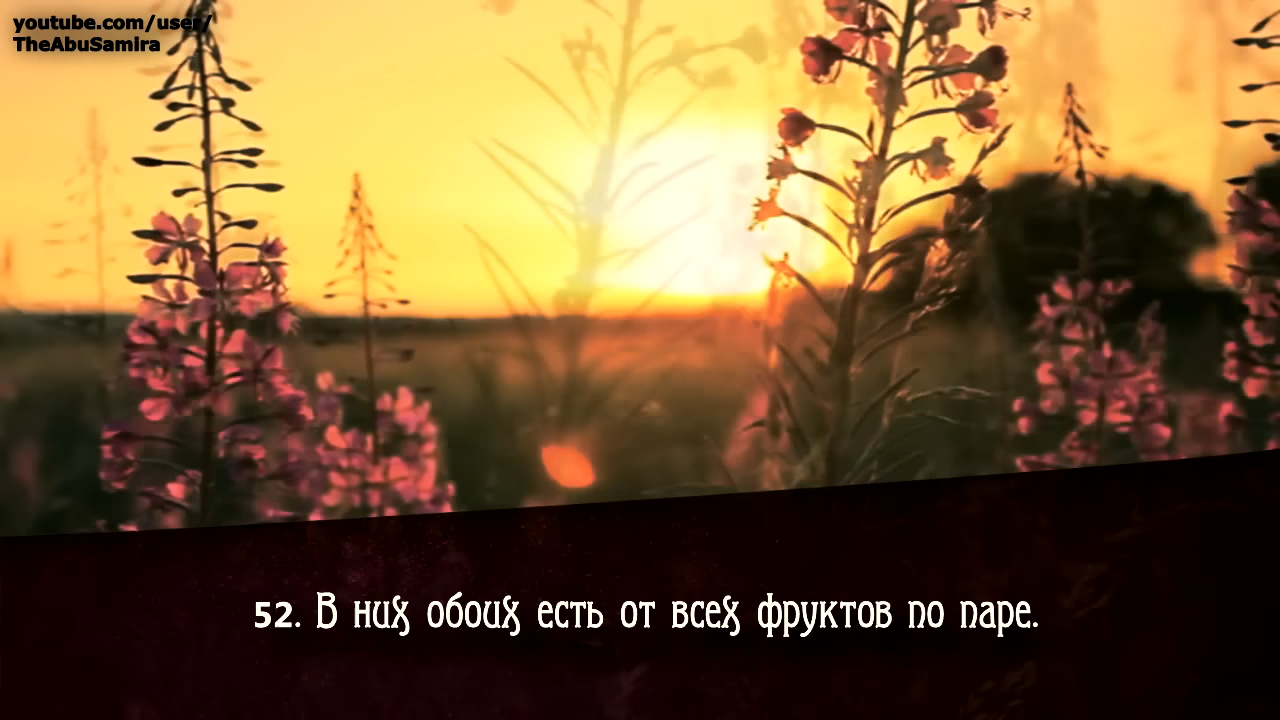 youtube.com/user/
TheAbuSamira
52. В них обоих есть от всех фруктов по паре.